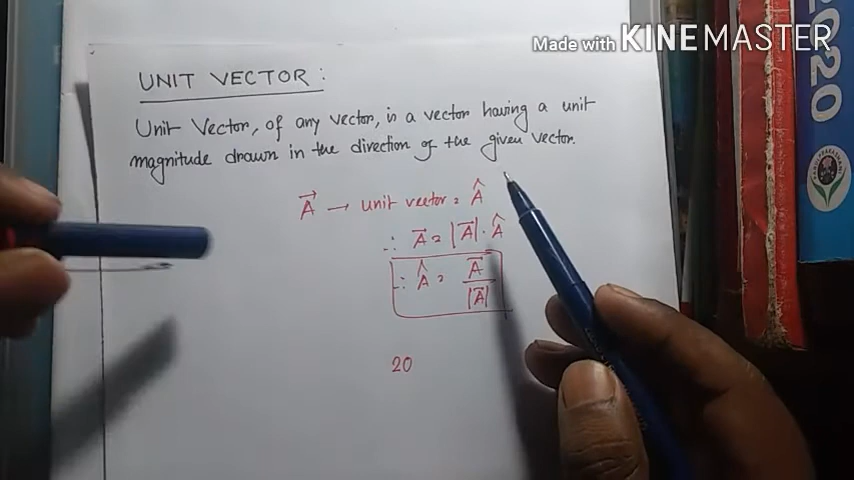 Made with KINEMASTER
UNIT VECTOR:
Unit Vector, of any vector, is a vector having a unit
magnitude drawn in the direction of the given vector.
A⃗ → unit vector = Â
∴ A⃗ = |A⃗| · Â
∴ Â = A⃗ / |A⃗|
20
2020